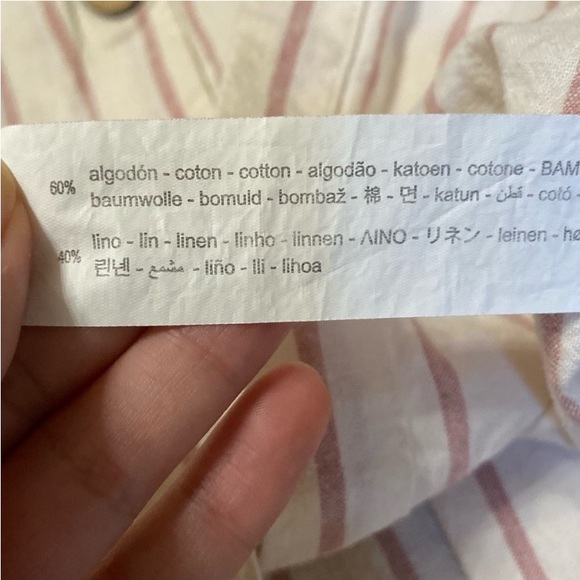 60% algodón - coton - cotton - algodão - katoen - cotone - BAM
baumwolle - bomuld - bombaž - 棉 - 면 - katun - قطن - cotó -
40% lino - lin - linen - linho - linnen - ΛΙΝΟ - リネン - leinen - hø
린넨 - - liño - lli - lihoa